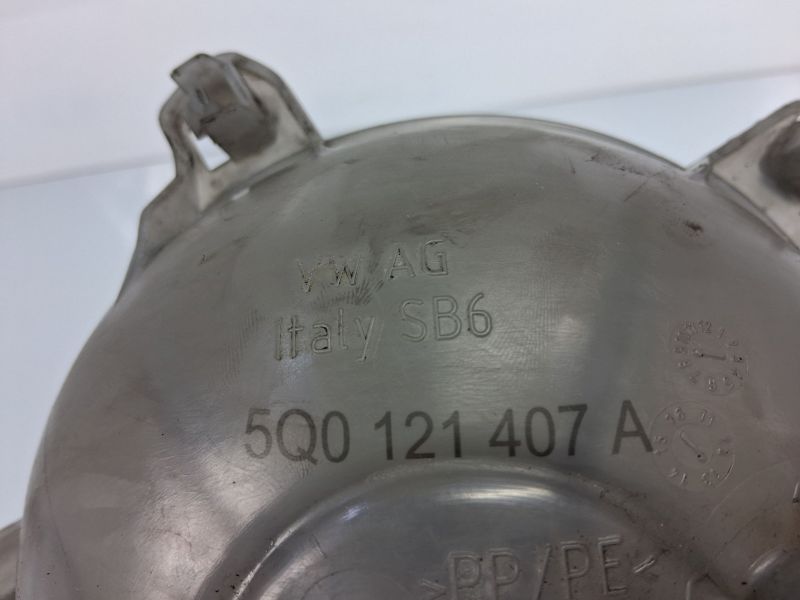 VW AG
Italy SB6
5Q0 121 407 A
>PP/PE<